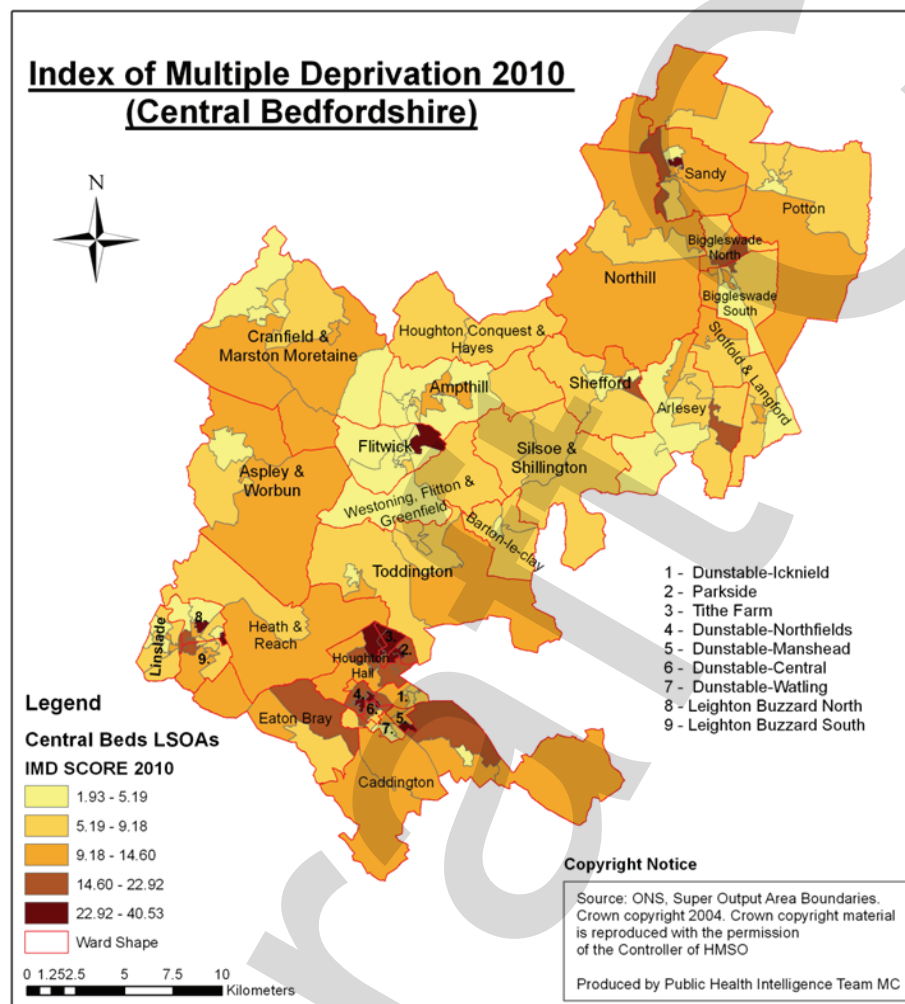 Index of Multiple Deprivation 2010
(Central Bedfordshire)
N
Sandy
Potton
Biggleswade
North
Northill
Biggleswade
South
Cranfield &
Marston Moretaine
Houghton Conquest &
Hayes
Stotfold & Langford
Ampthill
Shefford
Arlesey
Flitwick
Silsoe &
Shillington
Aspley &
Worbun
Westoning, Flitton &
Greenfield
Barton-le-clay
Toddington
1 - Dunstable-Icknield
2 - Parkside
3 - Tithe Farm
4 - Dunstable-Northfields
5 - Dunstable-Manshead
6 - Dunstable-Central
7 - Dunstable-Watling
8 - Leighton Buzzard North
9 - Leighton Buzzard South
Linslade
8.
9.
Heath &
Reach
3.
2.
Houghton
Hall
4.
6.
1.
5.
7.
Eaton Bray
Caddington
Legend
Central Beds LSOAs
IMD SCORE 2010
1.93 - 5.19
5.19 - 9.18
9.18 - 14.60
14.60 - 22.92
22.92 - 40.53
Ward Shape
0 1.252.5 5 7.5 10
Kilometers
Copyright Notice
Source: ONS, Super Output Area Boundaries.
Crown copyright 2004. Crown copyright material
is reproduced with the permission
of the Controller of HMSO
Produced by Public Health Intelligence Team MC